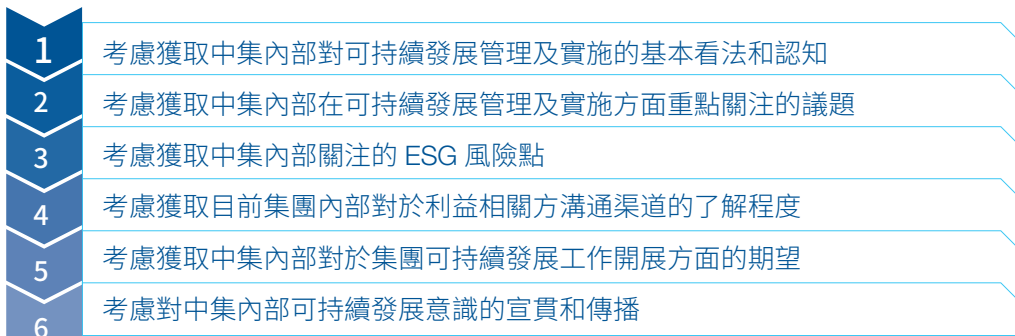 1
考慮獲取中集內部對可持續發展管理及實施的基本看法和認知
2
考慮獲取中集內部在可持續發展管理及實施方面重點關注的議題
3
考慮獲取中集內部關注的 ESG 風險點
4
考慮獲取目前集團內部對於利益相關方溝通渠道的了解程度
5
考慮獲取中集內部對於集團可持續發展工作開展方面的期望
6
考慮對中集內部可持續發展意識的宣貫和傳播